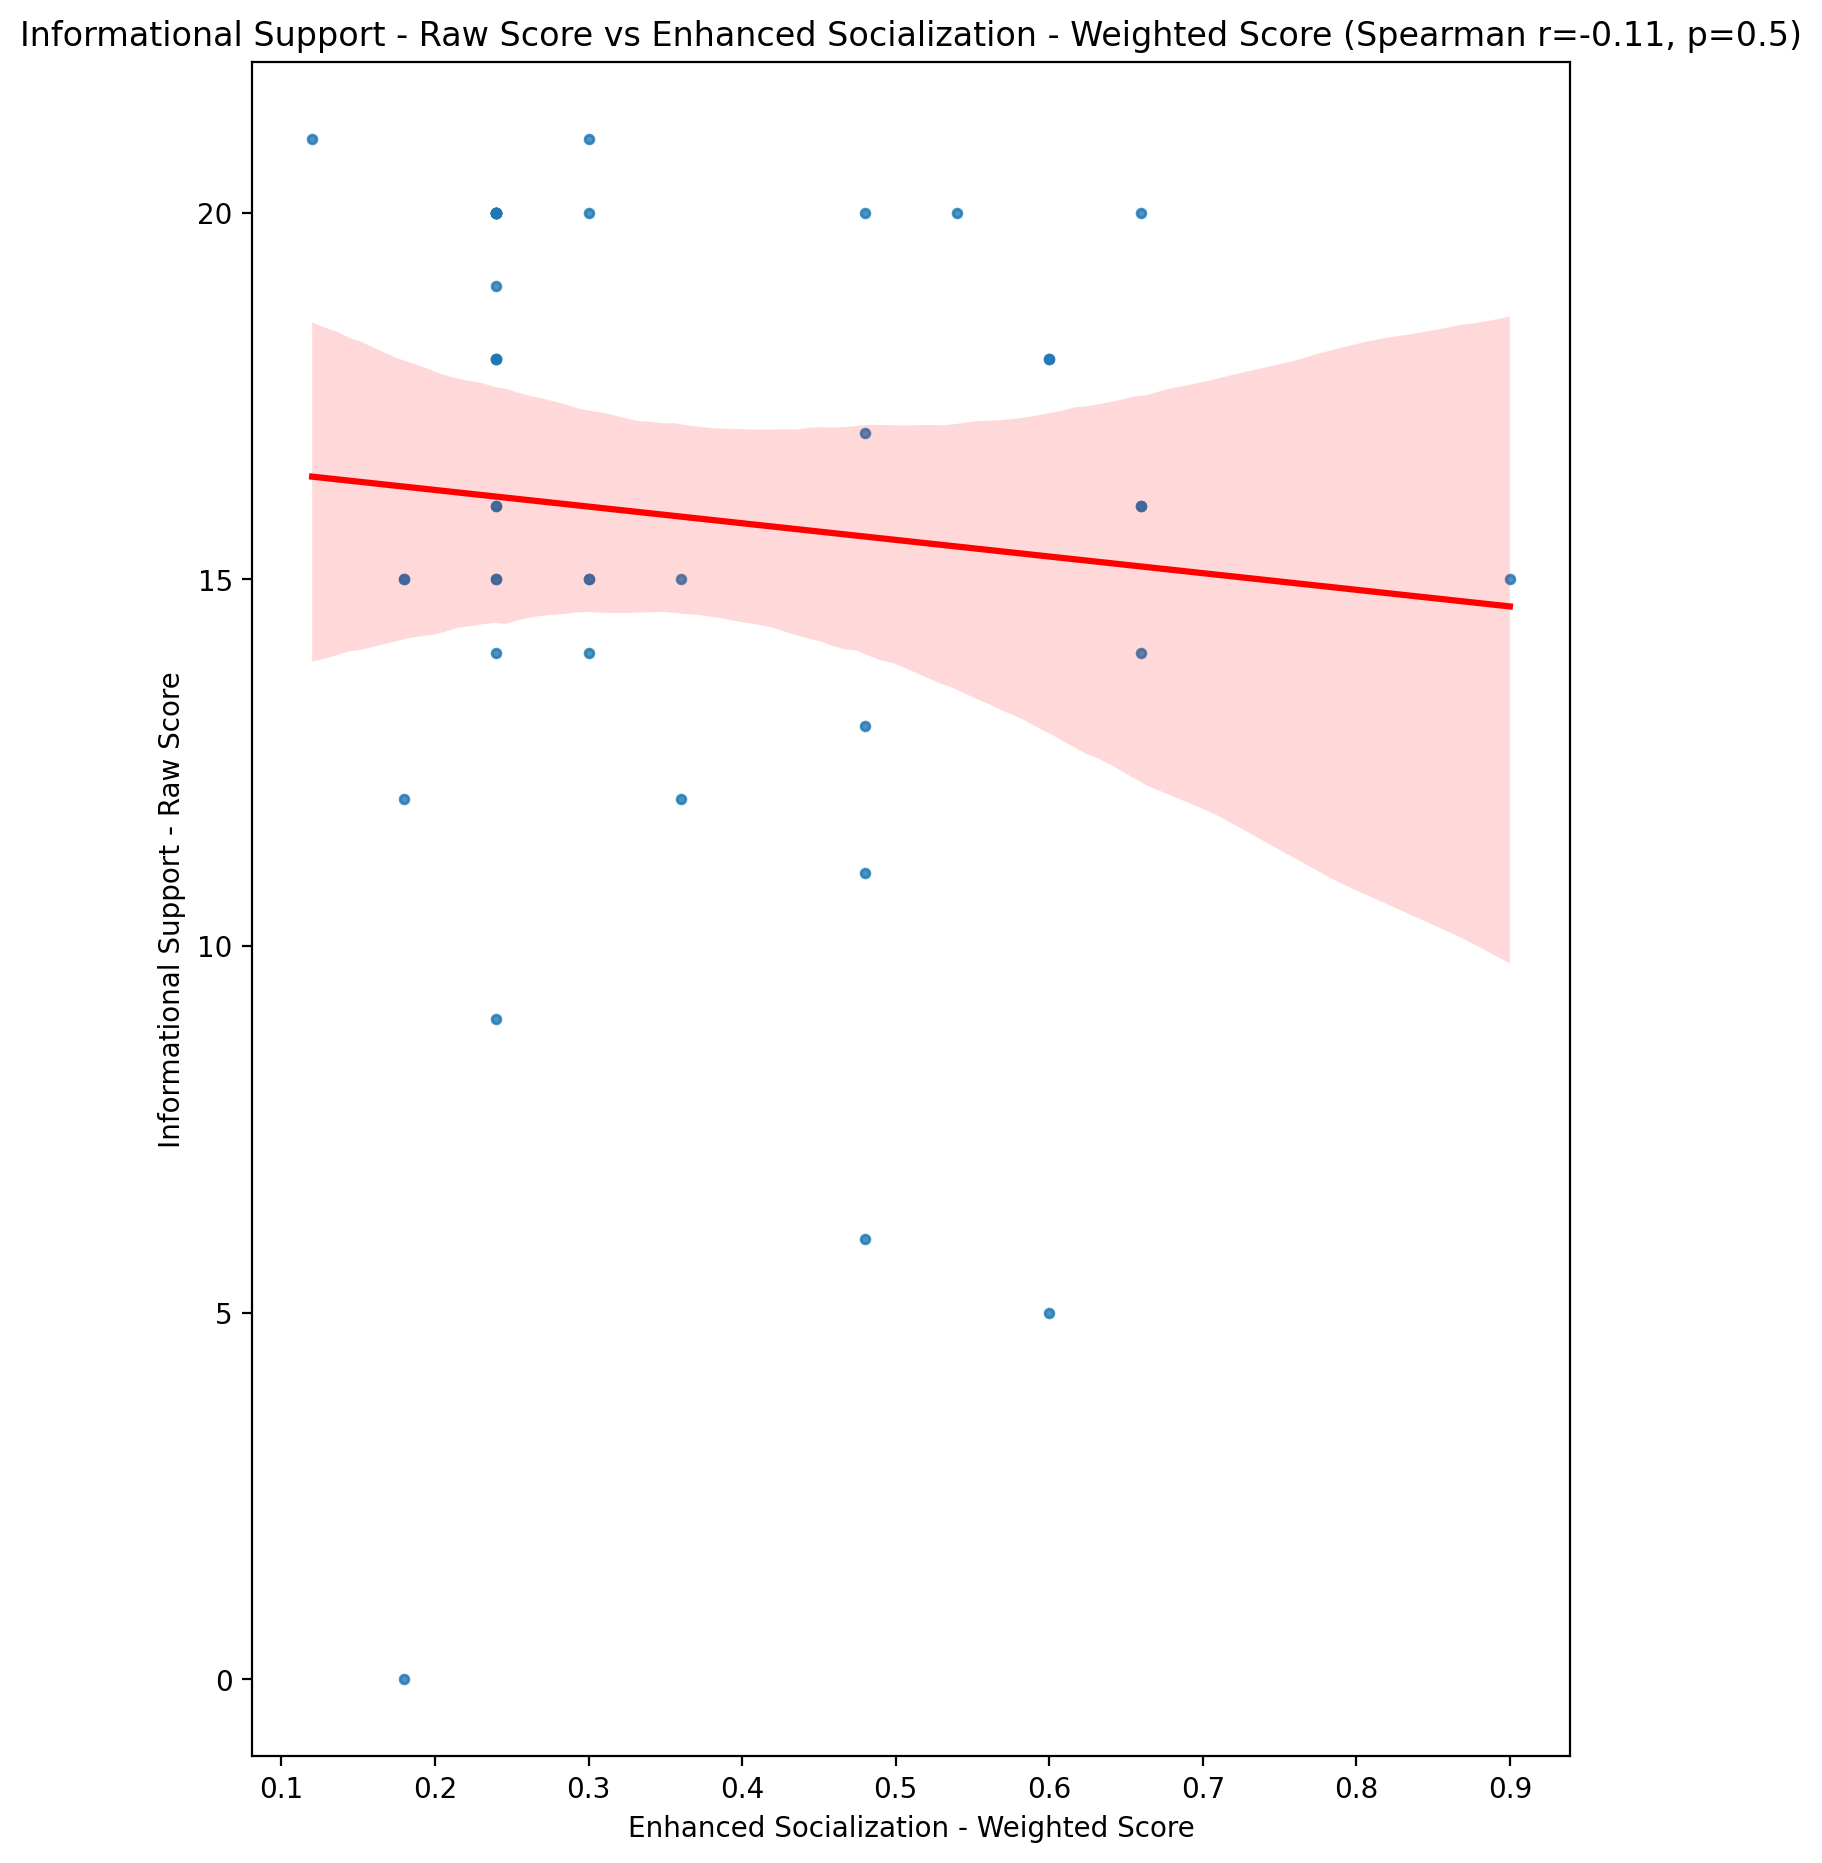 Informational Support - Raw Score vs Enhanced Socialization - Weighted Score (Spearman r=-0.11, p=0.5)
Informational Support - Raw Score
20
15
10
5
0
0.1 0.2 0.3 0.4 0.5 0.6 0.7 0.8 0.9
Enhanced Socialization - Weighted Score